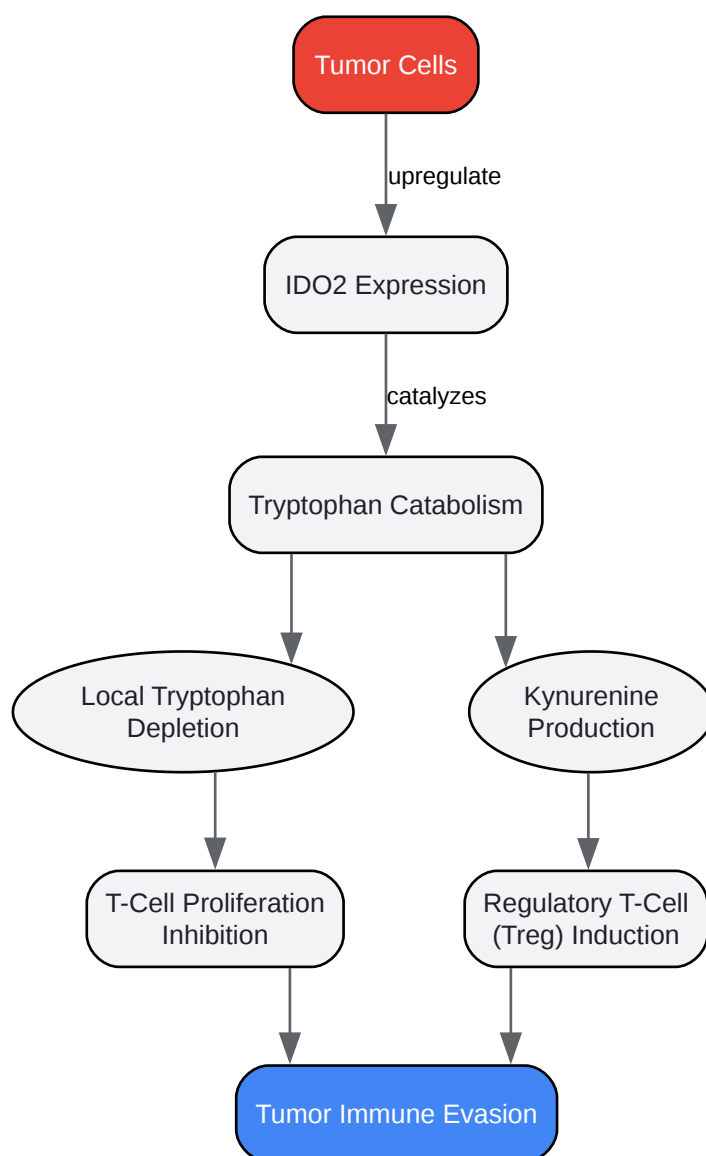 Tumor Cells
upregulate
IDO2 Expression
catalyzes
Tryptophan Catabolism
Local Tryptophan
Depletion
Kynurenine
Production
T-Cell Proliferation
Inhibition
Regulatory T-Cell
(Treg) Induction
Tumor Immune Evasion